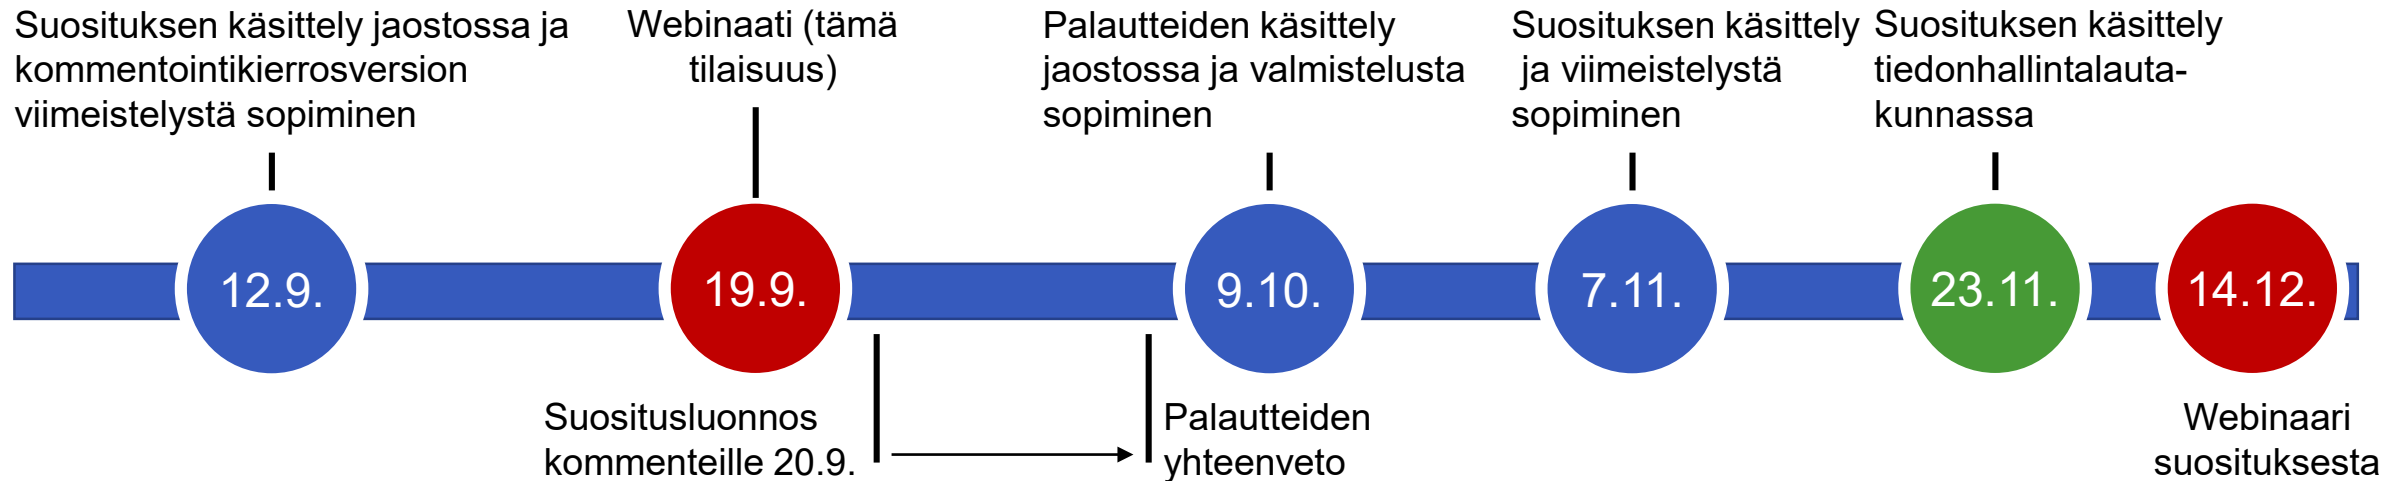 Suosituksen käsittely jaostossa ja
kommentointikierrosversion
viimeistelystä sopiminen
Webinaati (tämä
tilaisuus)
Palautteiden käsittely
jaostossa ja valmistelusta
sopiminen
Suosituksen käsittely
ja viimeistelystä
sopiminen
Suosituksen käsittely
tiedonhallintalauta-
kunnassa
12.9.
19.9.
9.10.
7.11.
23.11.
14.12.
Suositusluonnos
kommenteille 20.9.
Palautteiden
yhteenveto
Webinaari
suosituksesta